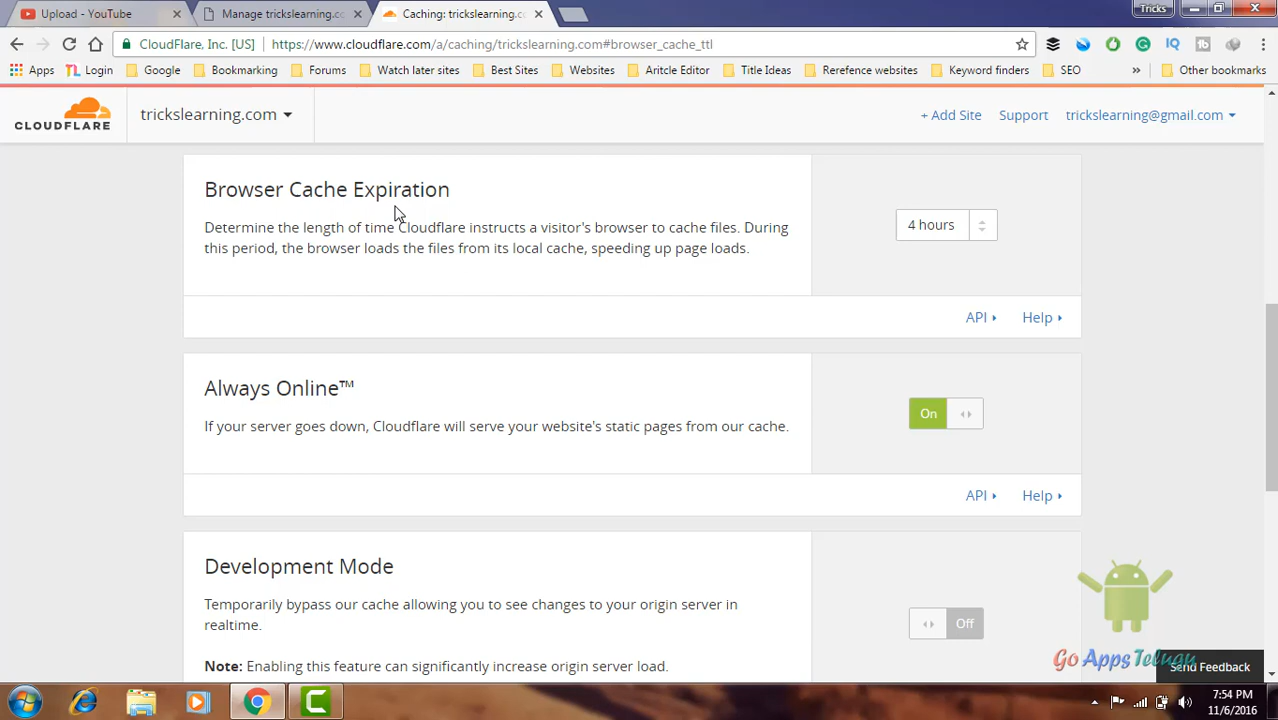 Upload - YouTube
Manage trickslearning.co
Caching: trickslearning.c
Tricks
CloudFlare, Inc. [US]
https://www.cloudflare.com/a/caching/trickslearning.com#browser_cache_ttl
Apps
TL Login
Google
Bookmarking
Forums
Watch later sites
Best Sites
Websites
Aritcle Editor
Title Ideas
Rerefence websites
Keyword finders
SEO
»
Other bookmarks
CLOUDFLARE
trickslearning.com
+ Add Site
Support
trickslearning@gmail.com
Browser Cache Expiration
Determine the length of time Cloudflare instructs a visitor's browser to cache files. During
this period, the browser loads the files from its local cache, speeding up page loads.
4 hours
API
Help
Always Online™
If your server goes down, Cloudflare will serve your website's static pages from our cache.
On
API
Help
Development Mode
Temporarily bypass our cache allowing you to see changes to your origin server in
realtime.
Off
Note: Enabling this feature can significantly increase origin server load.
Go Apps Telugu
Send Feedback
7:54 PM
11/6/2016